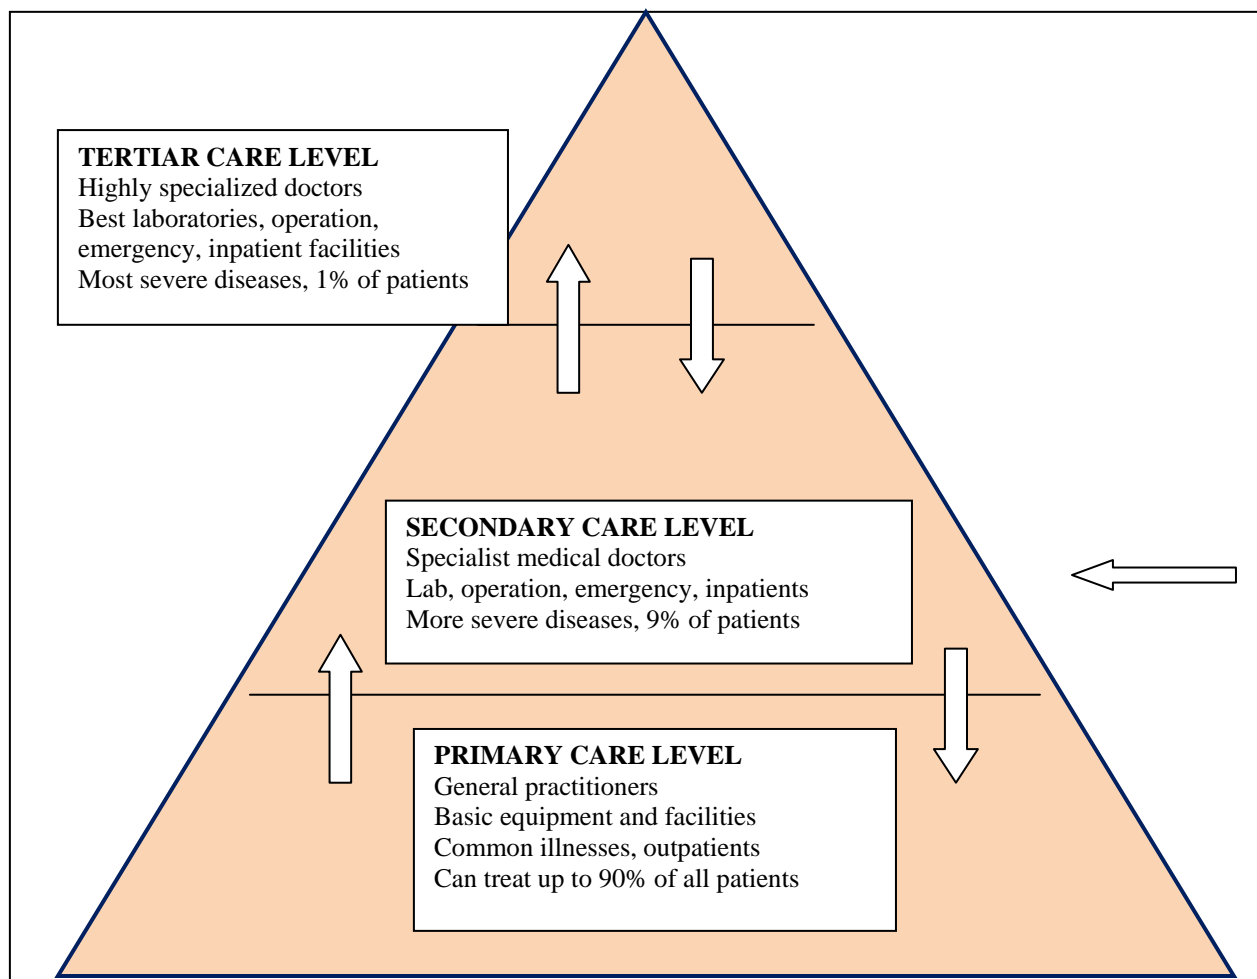 TERTIAR CARE LEVEL
Highly specialized doctors
Best laboratories, operation,
emergency, inpatient facilities
Most severe diseases, 1% of patients
SECONDARY CARE LEVEL
Specialist medical doctors
Lab, operation, emergency, inpatients
More severe diseases, 9% of patients
PRIMARY CARE LEVEL
General practitioners
Basic equipment and facilities
Common illnesses, outpatients
Can treat up to 90% of all patients